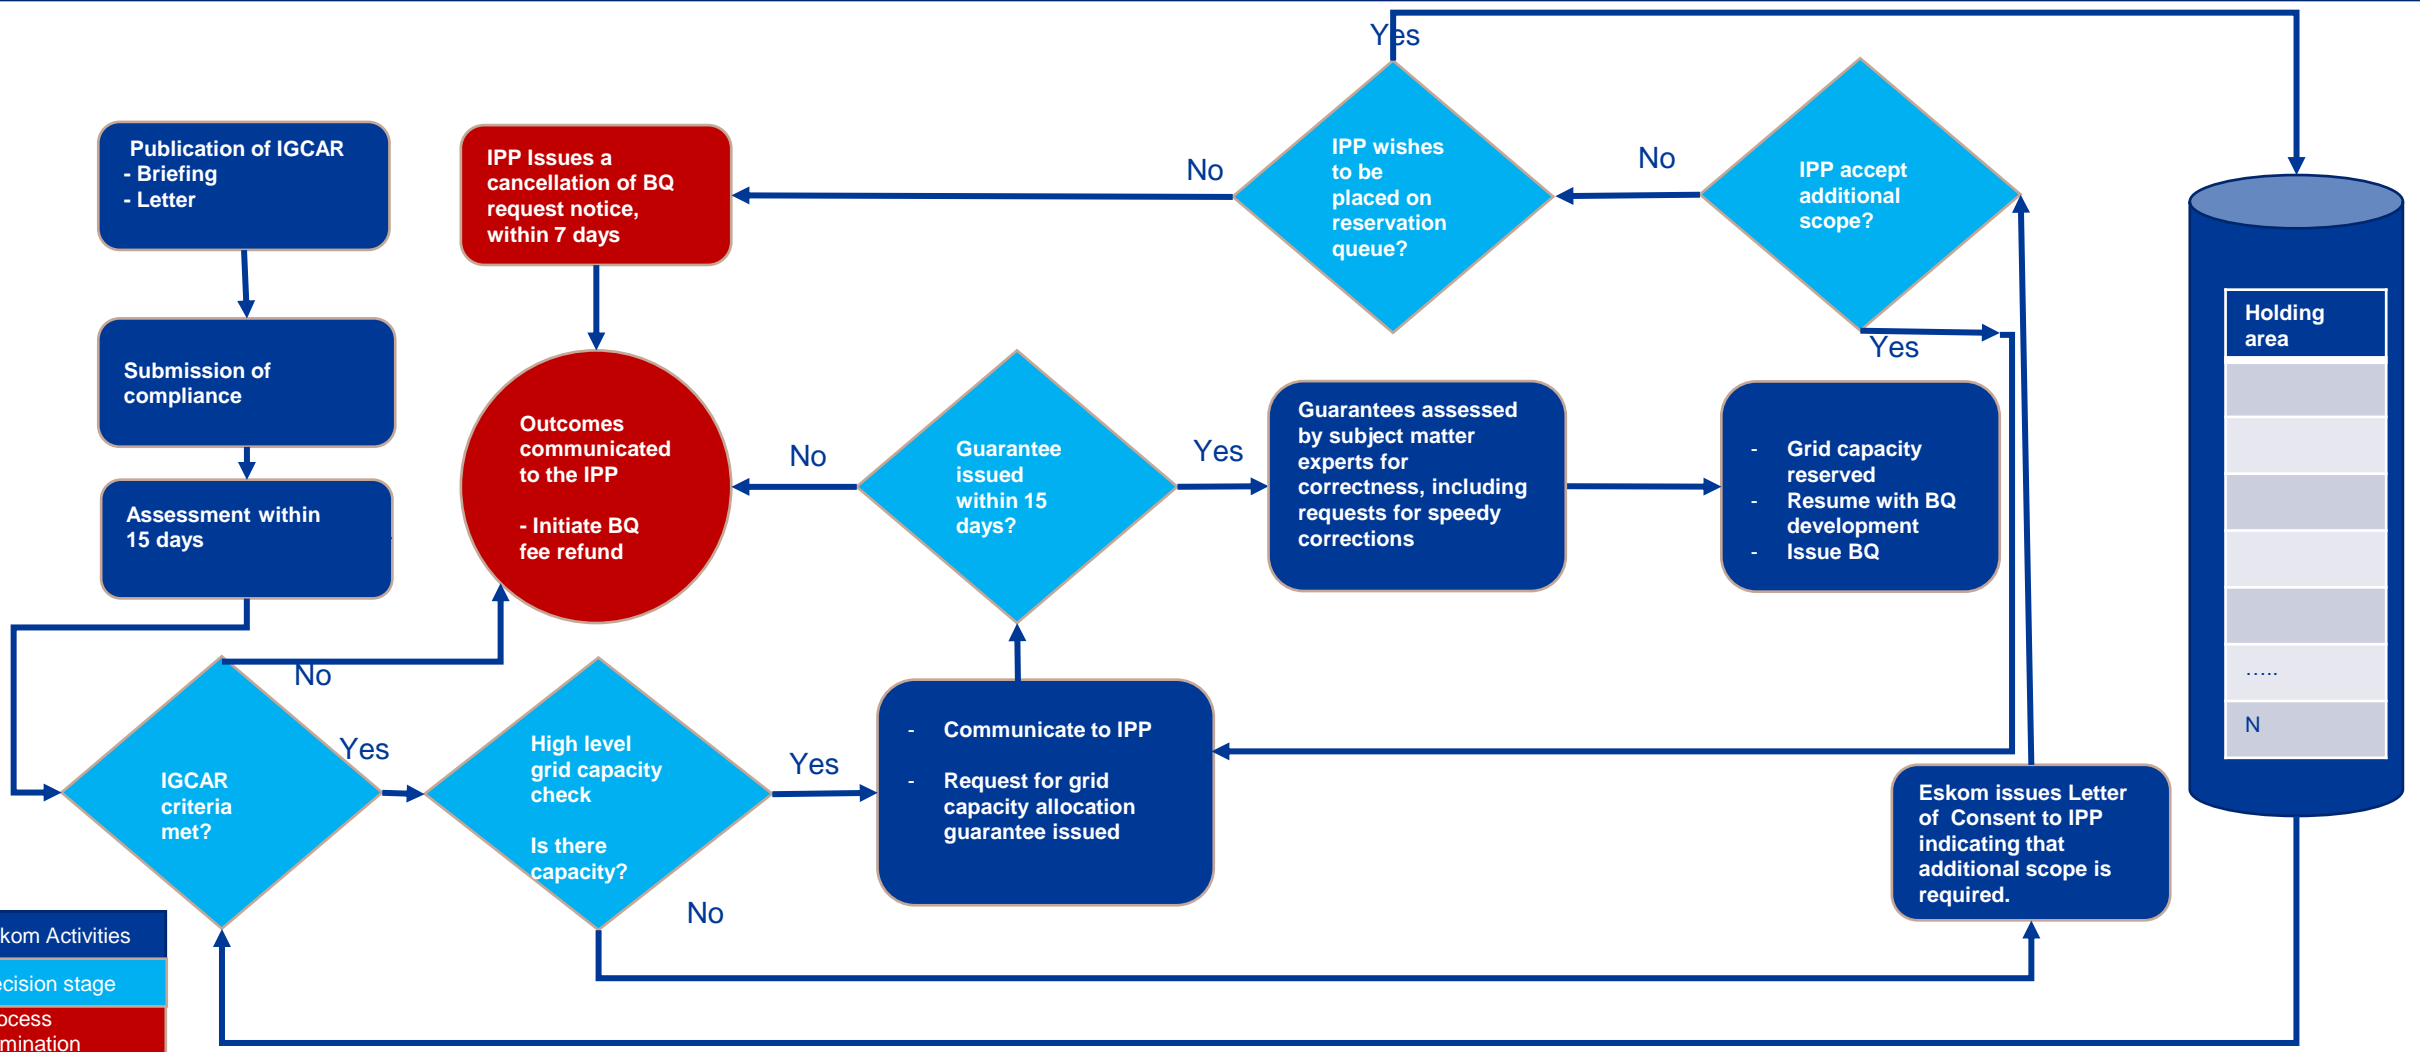 Yes
Publication of IGCAR
- Briefing
- Letter
IPP Issues a
cancellation of BQ
request notice,
within 7 days
No
IPP wishes
to be
placed on
reservation
queue?
No
IPP accept
additional
scope?
Yes
Holding
area
…..
N
Submission of
compliance
Assessment within
15 days
Outcomes
communicated
to the IPP
- Initiate BQ
fee refund
No
Guarantee
issued
within 15
days?
Yes
Guarantees assessed
by subject matter
experts for
correctness, including
requests for speedy
corrections
- Grid capacity
reserved
- Resume with BQ
development
- Issue BQ
No
IGCAR
criteria
met?
Yes
High level
grid capacity
check
Is there
capacity?
Yes
No
- Communicate to IPP
- Request for grid
capacity allocation
guarantee issued
Eskom issues Letter
of Consent to IPP
indicating that
additional scope is
required.
kom Activities
ecision stage
ocess
mination